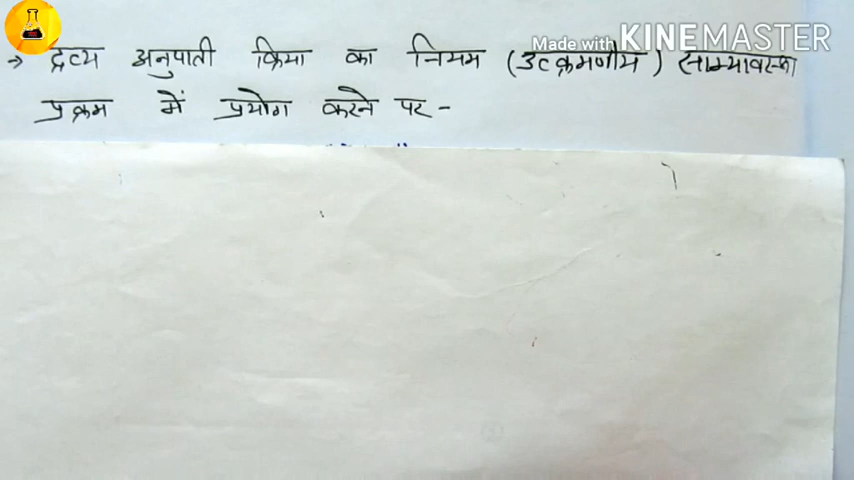 Made with KINEMASTER
→ द्रव्य अनुपाती क्रिया का नियम (उत्क्रमणीय) साम्यावस्था
प्रक्रम में प्रयोग करने पर -